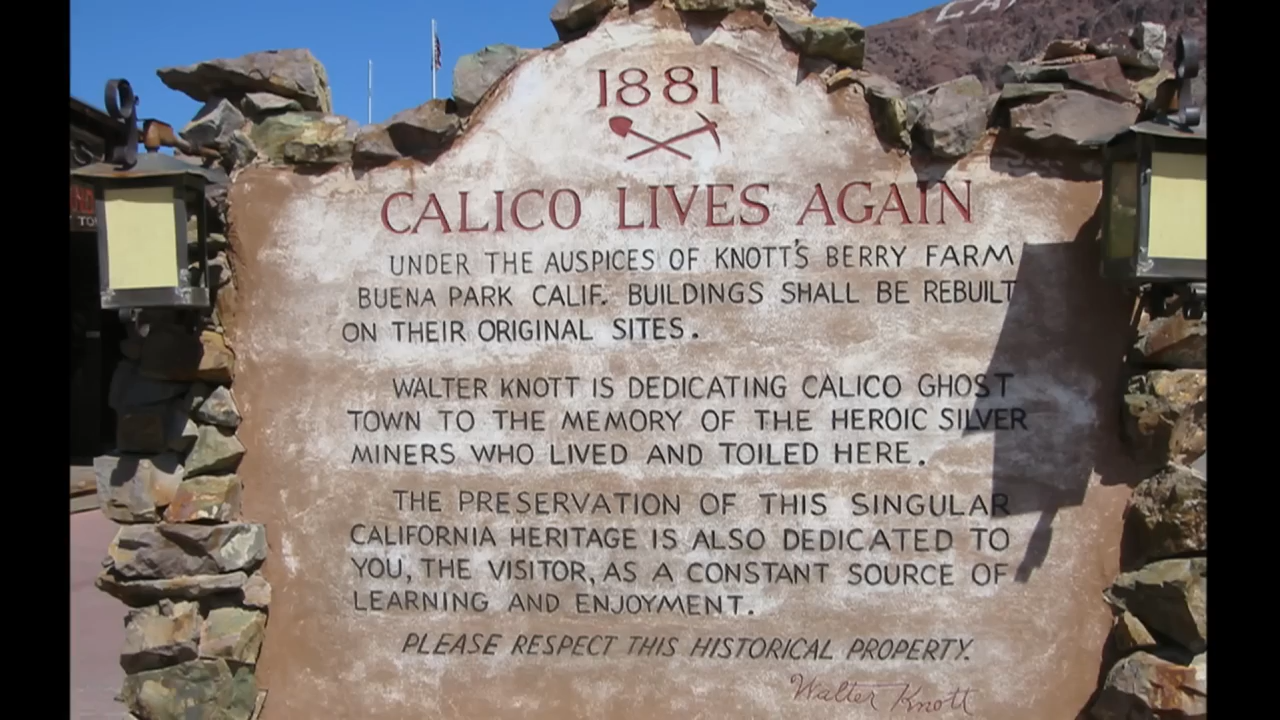 CA
1881
CALICO LIVES AGAIN
UNDER THE AUSPICES OF KNOTT'S BERRY FARM
BUENA PARK CALIF. BUILDINGS SHALL BE REBUILT
ON THEIR ORIGINAL SITES.
WALTER KNOTT IS DEDICATING CALICO GHOST
TOWN TO THE MEMORY OF THE HEROIC SILVER
MINERS WHO LIVED AND TOILED HERE.
THE PRESERVATION OF THIS SINGULAR
CALIFORNIA HERITAGE IS ALSO DEDICATED TO
YOU, THE VISITOR, AS A CONSTANT SOURCE OF
LEARNING AND ENJOYMENT.
PLEASE RESPECT THIS HISTORICAL PROPERTY.
Walter Knott